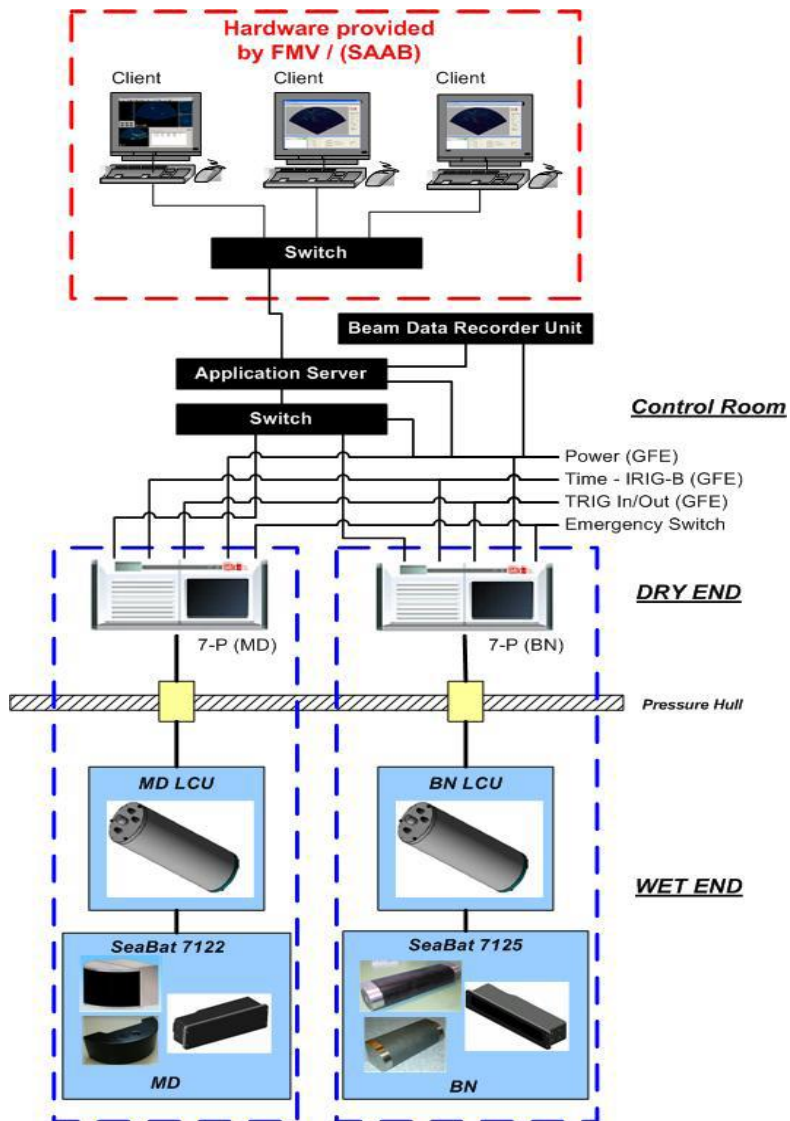 Hardware provided
by FMV / (SAAB)
Client
Client
Client
Switch
Beam Data Recorder Unit
Application Server
Switch
Control Room
Power (GFE)
Time - IRIG-B (GFE)
TRIG In/Out (GFE)
Emergency Switch
DRY END
7-P (MD)
7-P (BN)
Pressure Hull
MD LCU
BN LCU
WET END
SeaBat 7122
SeaBat 7125
MD
BN